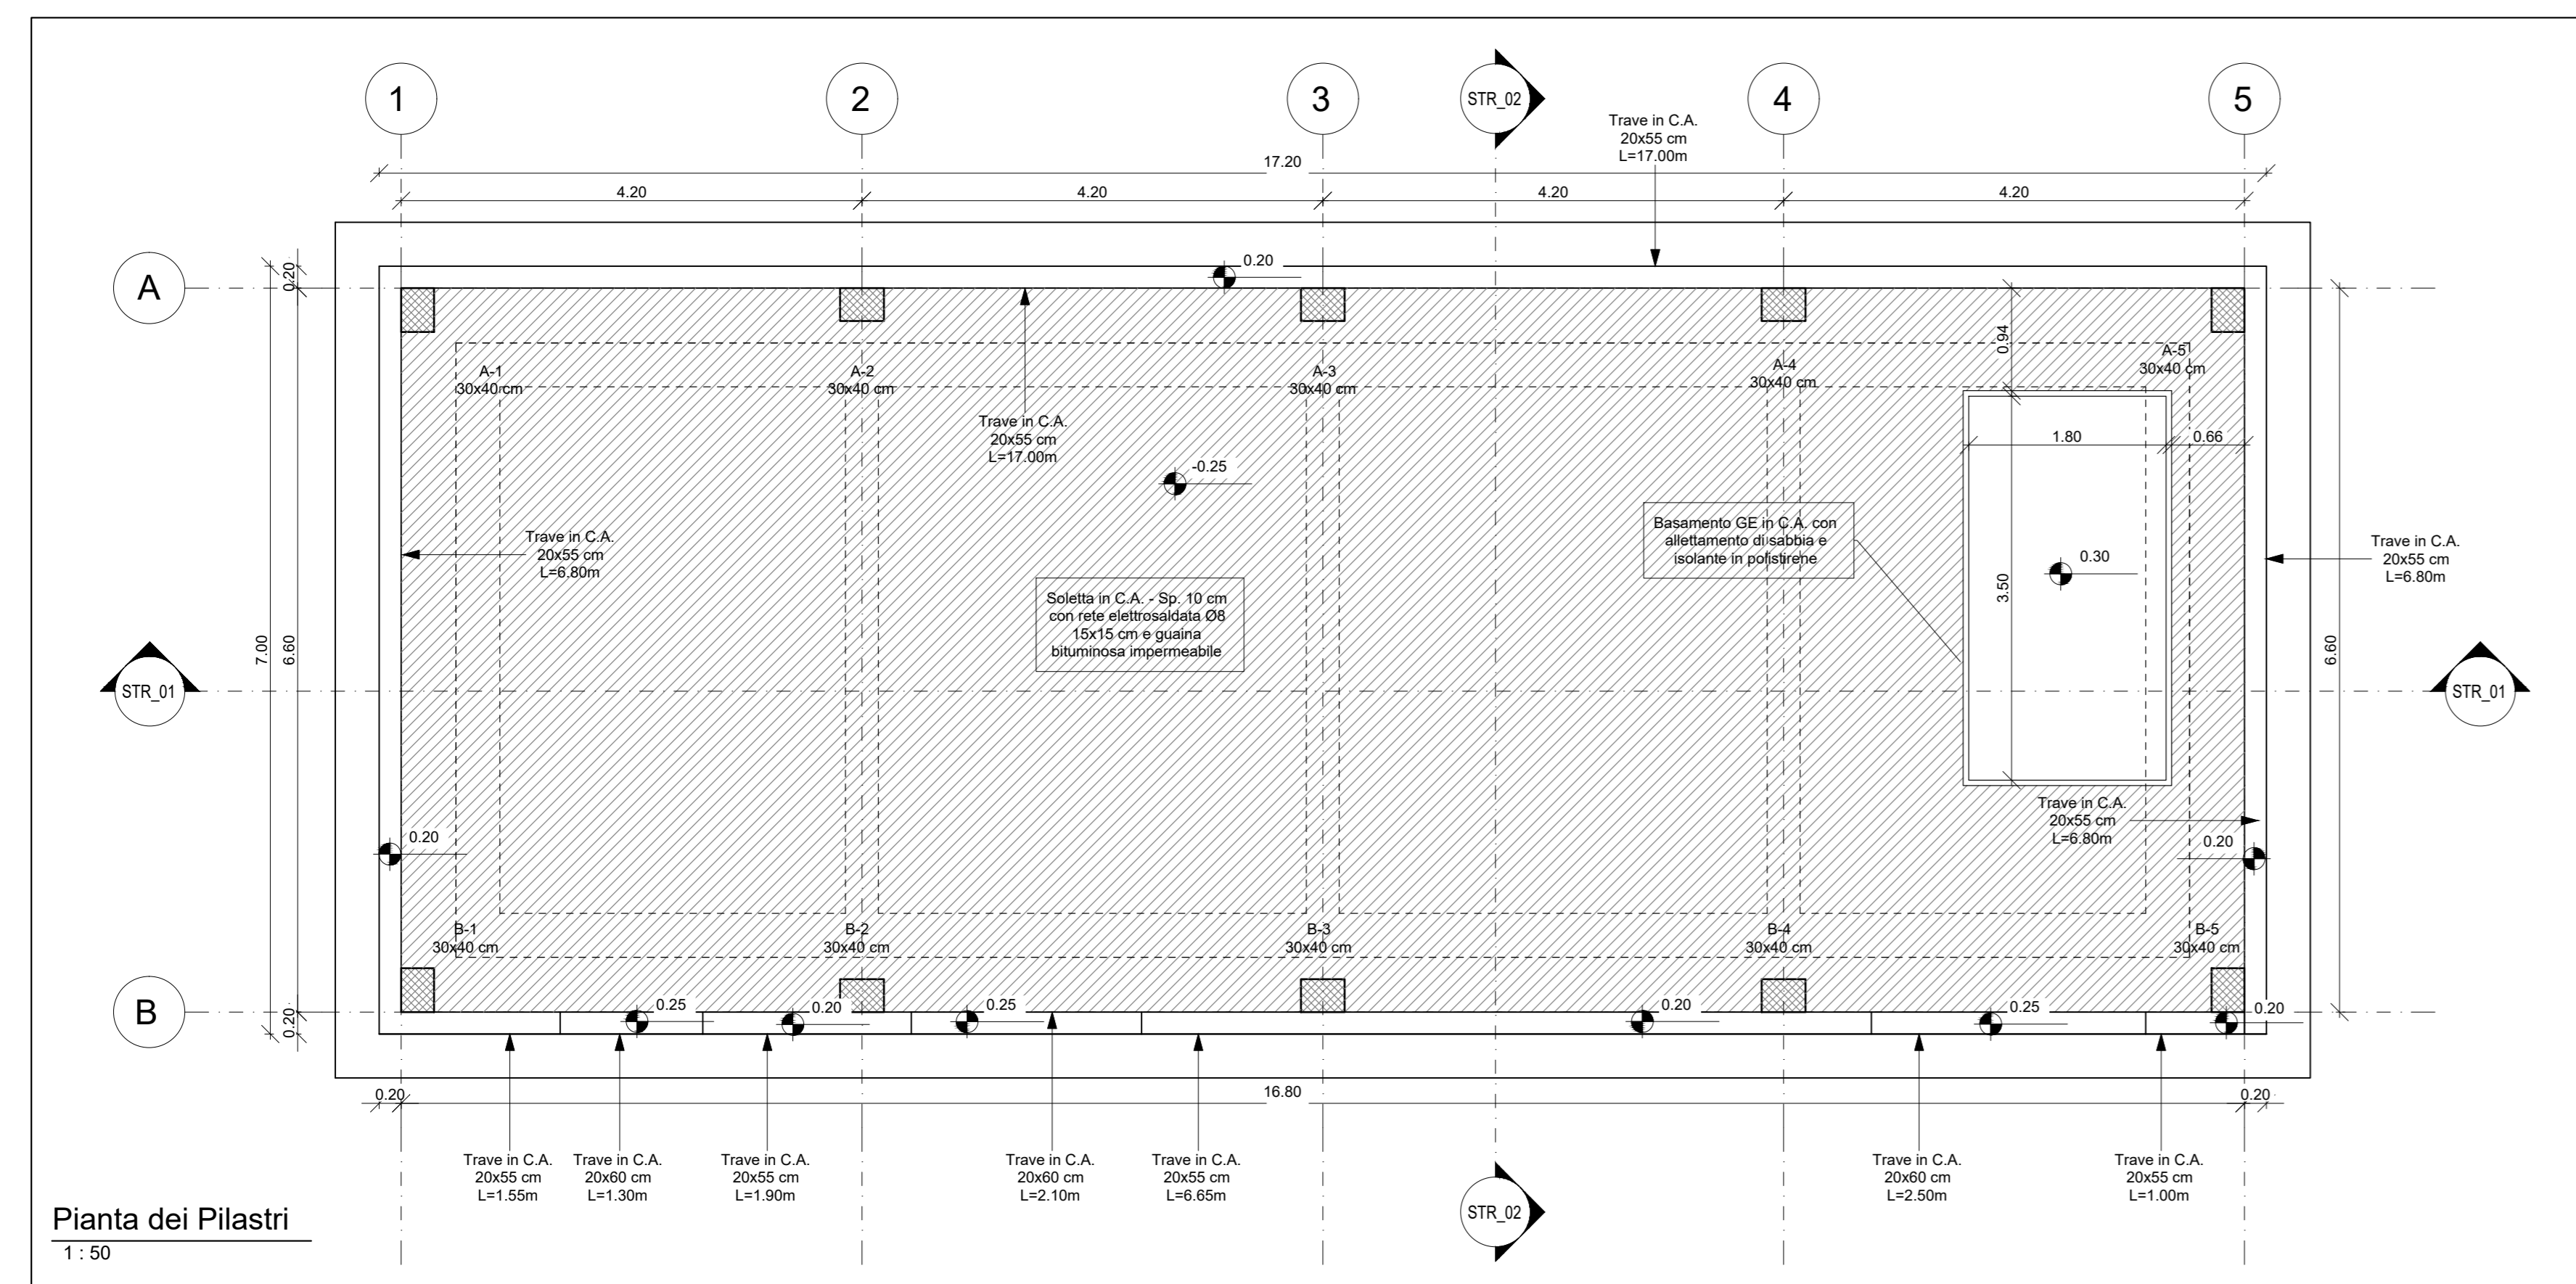 1
2
3
STR_02
4
5
Trave in C.A.
20x55 cm
L=17.00m
17.20
4.20
4.20
4.20
4.20
A
0.20
0.20
0.94
A-1
30x40 cm
A-2
30x40 cm
A-3
30x40 cm
A-4
30x40 cm
A-5
30x40 cm
Trave in C.A.
20x55 cm
L=17.00m
1.80
0.66
-0.25
Trave in C.A.
20x55 cm
L=6.80m
Basamento GE in C.A. con
allettamento di sabbia e
isolante in polistirene
0.30
3.50
Trave in C.A.
20x55 cm
L=6.80m
Soletta in C.A. - Sp. 10 cm
con rete elettrosaldata Ø8
15x15 cm e guaina
bituminosa impermeabile
7.00
6.60
6.60
STR_01
STR_01
Trave in C.A.
20x55 cm
L=6.80m
0.20
0.20
B-1
30x40 cm
B-2
30x40 cm
B-3
30x40 cm
B-4
30x40 cm
B-5
30x40 cm
B
0.20
0.25
0.20
0.25
0.20
0.25
0.20
0.20
16.80
0.20
Trave in C.A.
20x55 cm
L=1.55m
Trave in C.A.
20x60 cm
L=1.30m
Trave in C.A.
20x55 cm
L=1.90m
Trave in C.A.
20x60 cm
L=2.10m
Trave in C.A.
20x55 cm
L=6.65m
Trave in C.A.
20x60 cm
L=2.50m
Trave in C.A.
20x55 cm
L=1.00m
STR_02
Pianta dei Pilastri
1 : 50